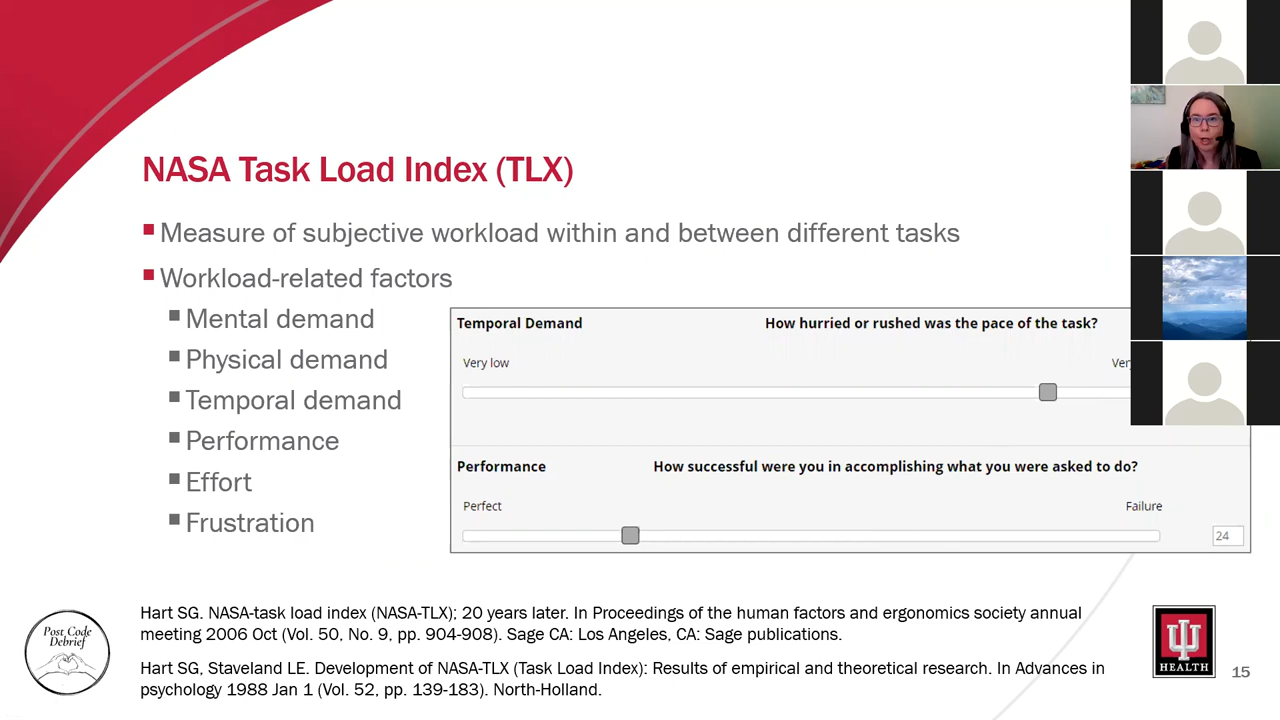 NASA Task Load Index (TLX)
Measure of subjective workload within and between different tasks
Workload-related factors
Mental demand
Physical demand
Temporal demand
Performance
Effort
Frustration
Temporal Demand How hurried or rushed was the pace of the task?
Very low
Performance How successful were you in accomplishing what you were asked to do?
Perfect Failure
24
Hart SG. NASA-task load index (NASA-TLX); 20 years later. In Proceedings of the human factors and ergonomics society annual
meeting 2006 Oct (Vol. 50, No. 9, pp. 904-908). Sage CA: Los Angeles, CA: Sage publications.
Hart SG, Staveland LE. Development of NASA-TLX (Task Load Index): Results of empirical and theoretical research. In Advances in
psychology 1988 Jan 1 (Vol. 52, pp. 139-183). North-Holland.
Post Code
Debrief
HEALTH
15